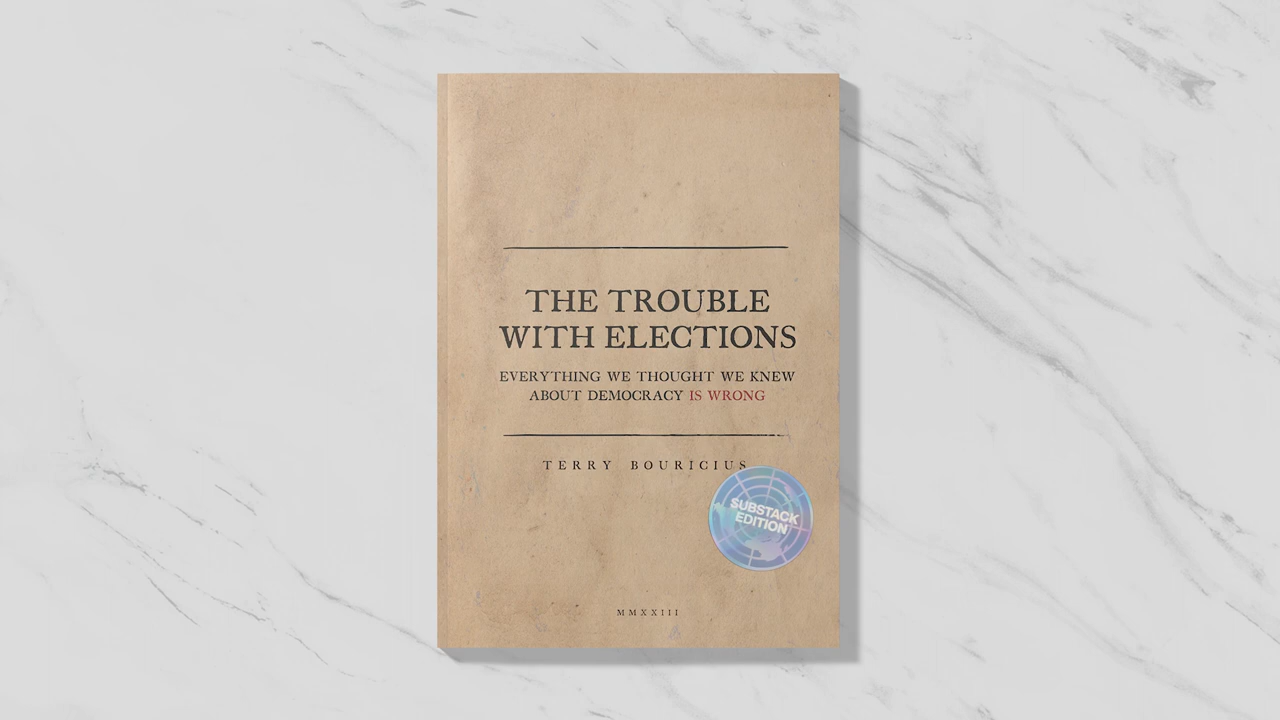 THE TROUBLE
WITH ELECTIONS
EVERYTHING WE THOUGHT WE KNEW
ABOUT DEMOCRACY IS WRONG
TERRY BOURICIUS
SUBSTACK
EDITION
MMXXIII